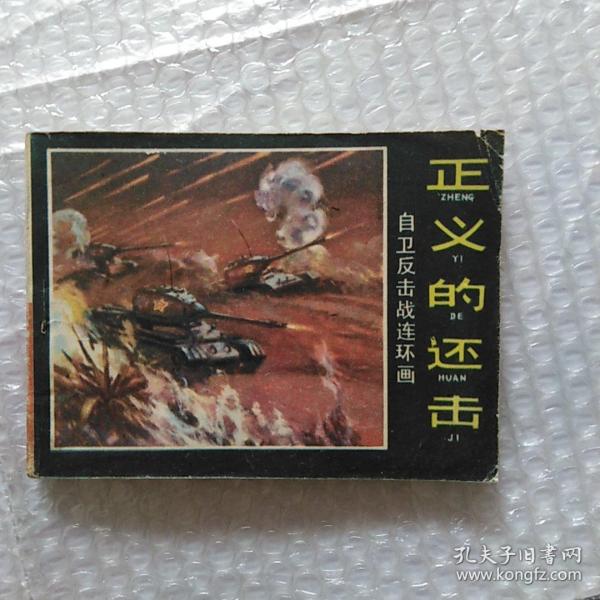 正义的还击
ZHENG YI DE HUAN JI
自卫反击战连环画
孔夫子旧书网
www.kongfz.com